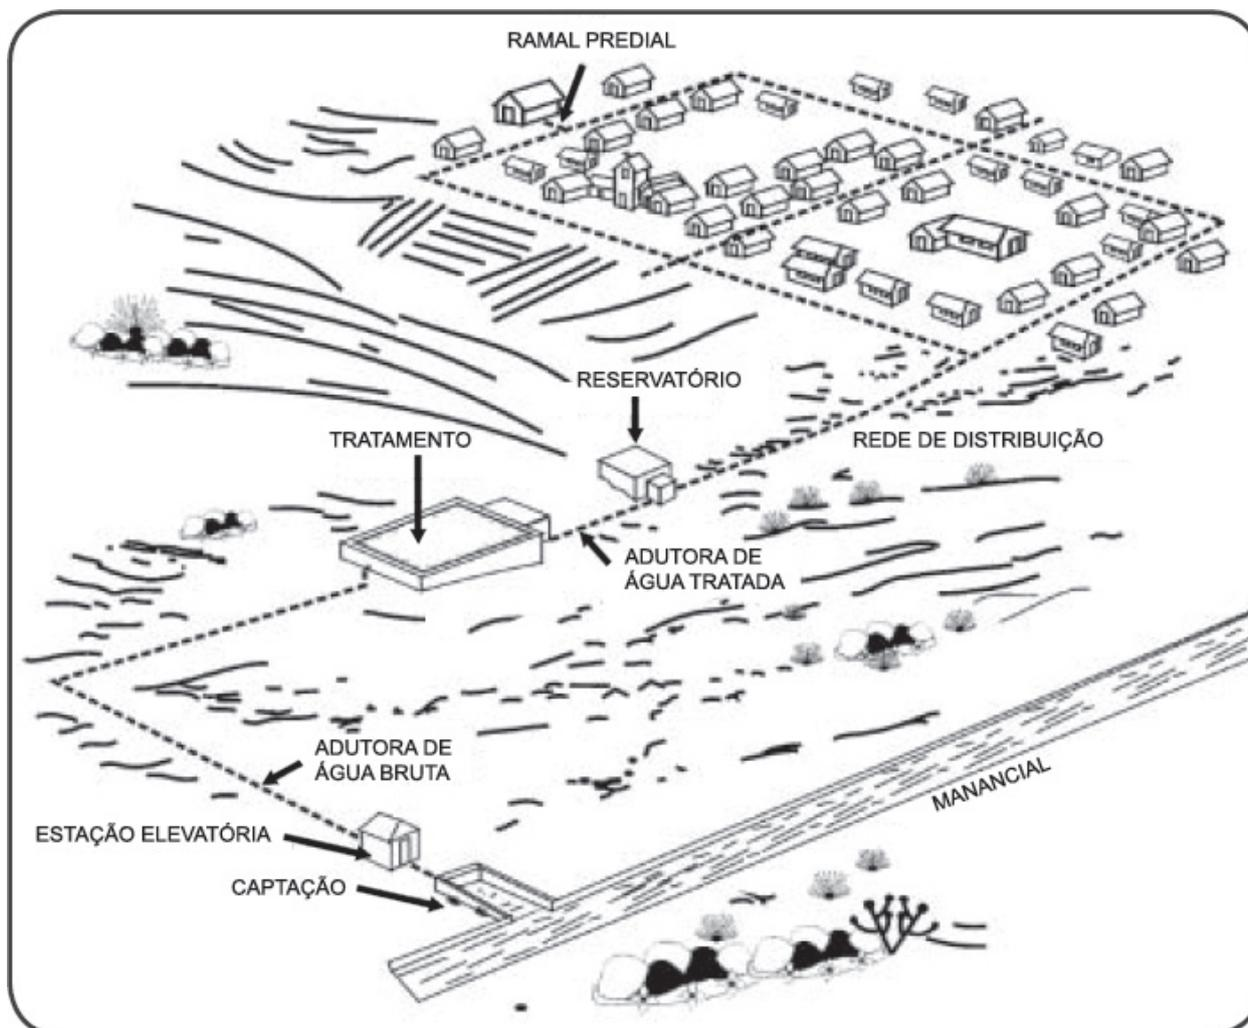 RAMAL PREDIAL
RESERVATÓRIO
TRATAMENTO
REDE DE DISTRIBUIÇÃO
ADUTORA DE
ÁGUA TRATADA
ADUTORA DE
ÁGUA BRUTA
MANANCIAL
ESTAÇÃO ELEVATÓRIA
CAPTAÇÃO